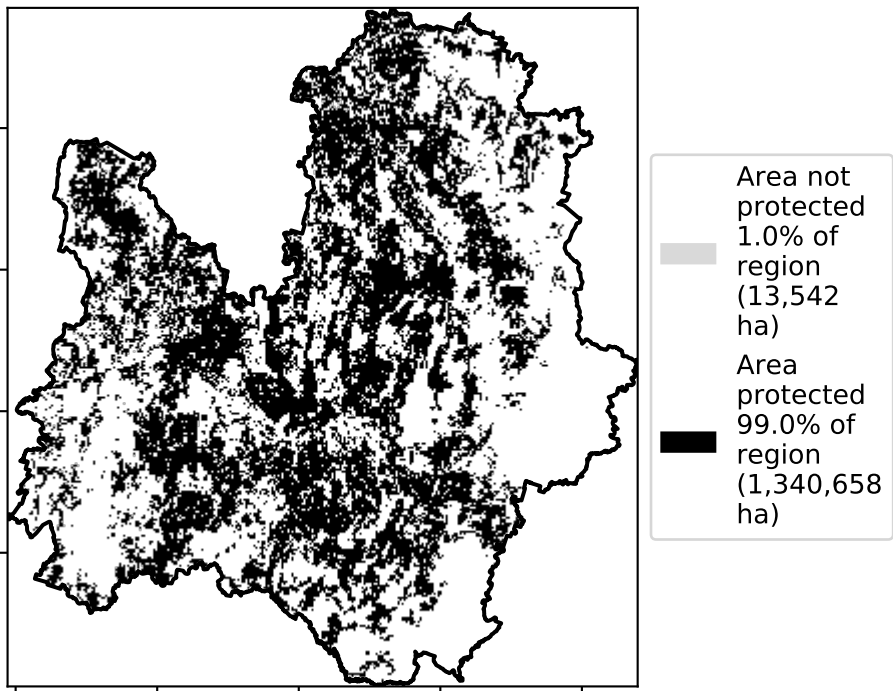 Area not
protected
1.0% of
region
(13,542
ha)
Area
protected
99.0% of
region
(1,340,658
ha)